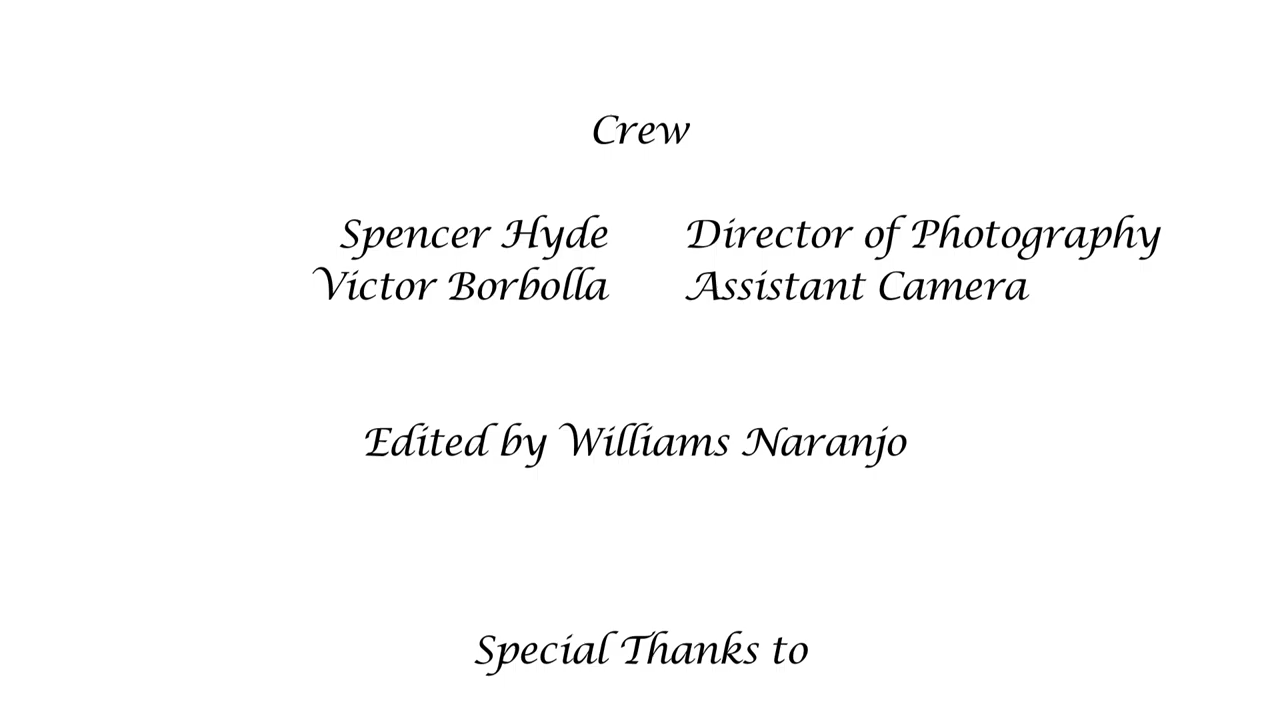 Crew
Spencer Hyde Director of Photography
Victor Borbolla Assistant Camera
Edited by Williams Naranjo
Special Thanks to